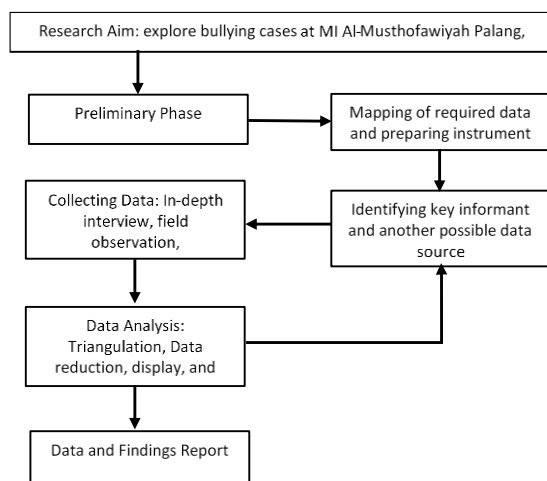 Research Aim: explore bullying cases at MI Al-Musthofawiyah Palang,
Preliminary Phase
Mapping of required data
and preparing instrument
Identifying key informant
and another possible data
source
Collecting Data: In-depth
interview, field
observation,
Data Analysis:
Triangulation, Data
reduction, display, and
Data and Findings Report